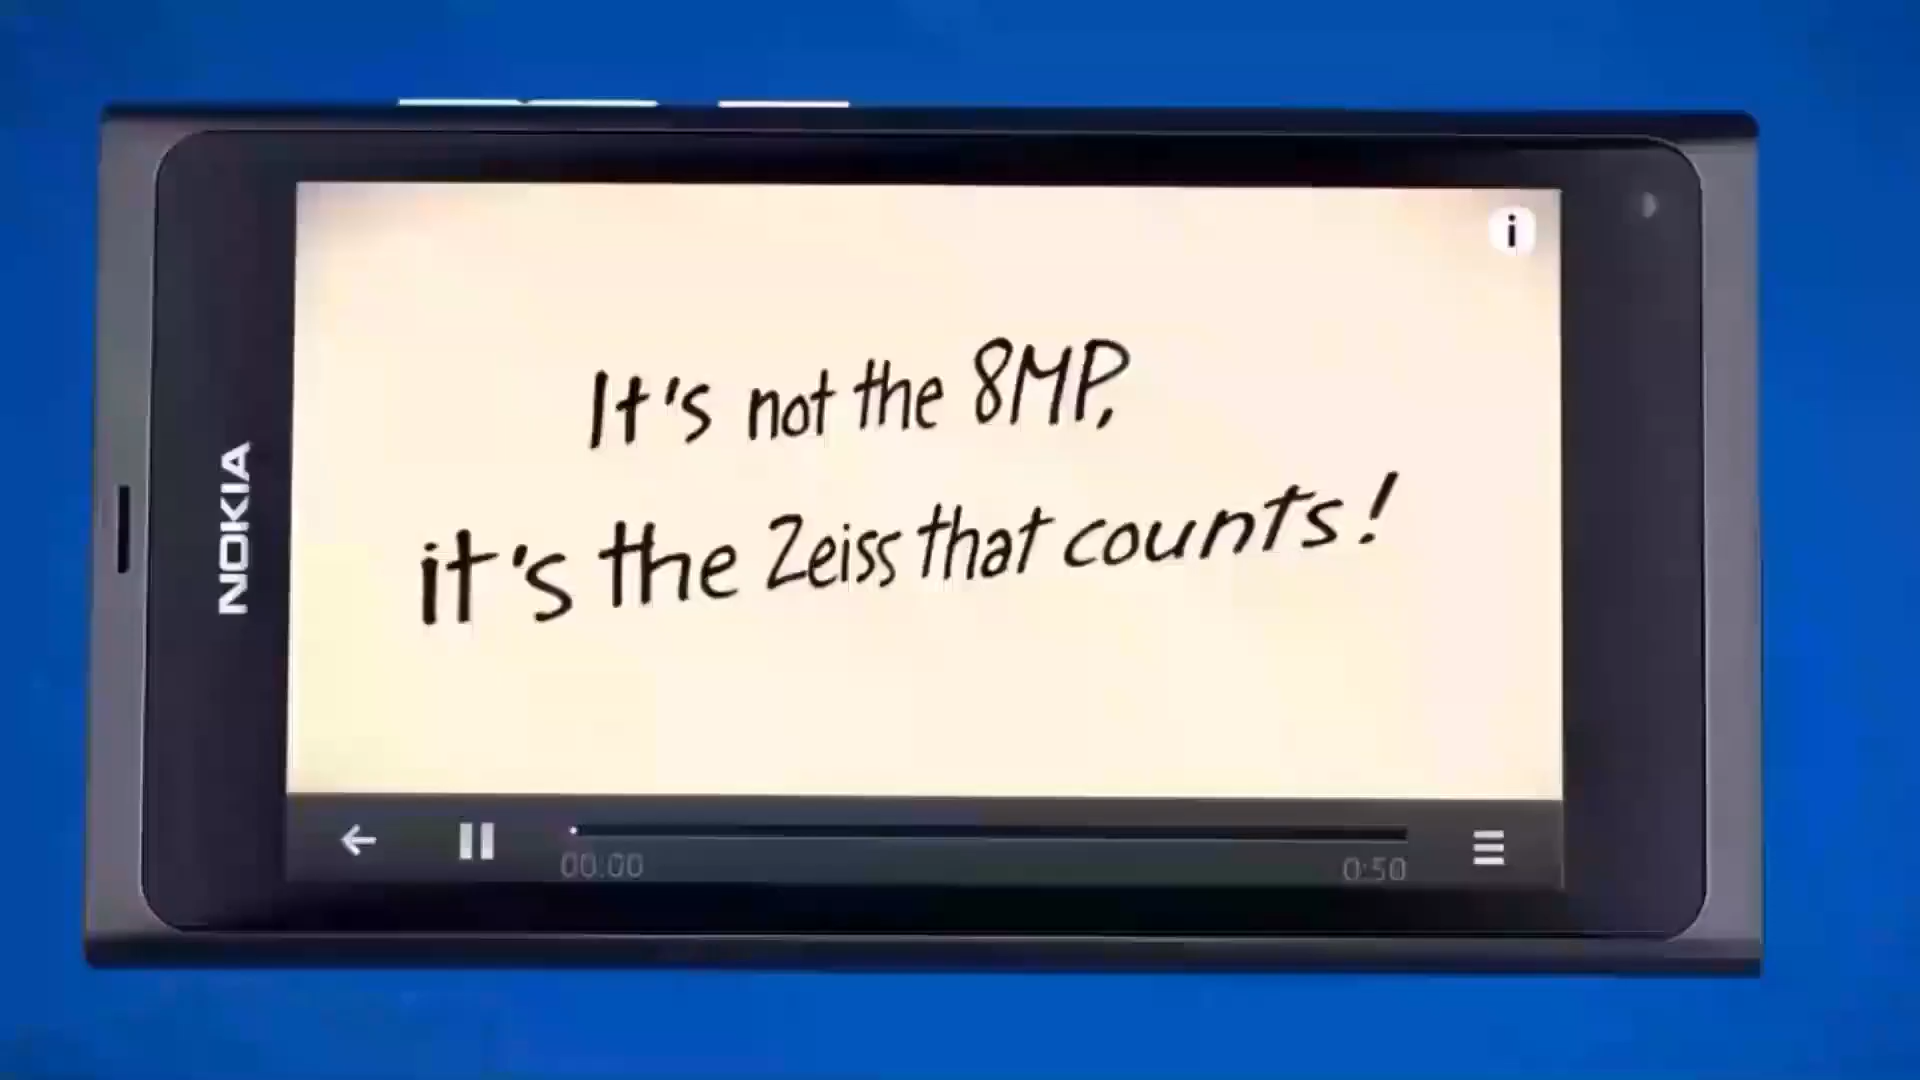 It's not the 8MP,
it's the Zeiss that counts!
NOKIA
i
00:00
0:50